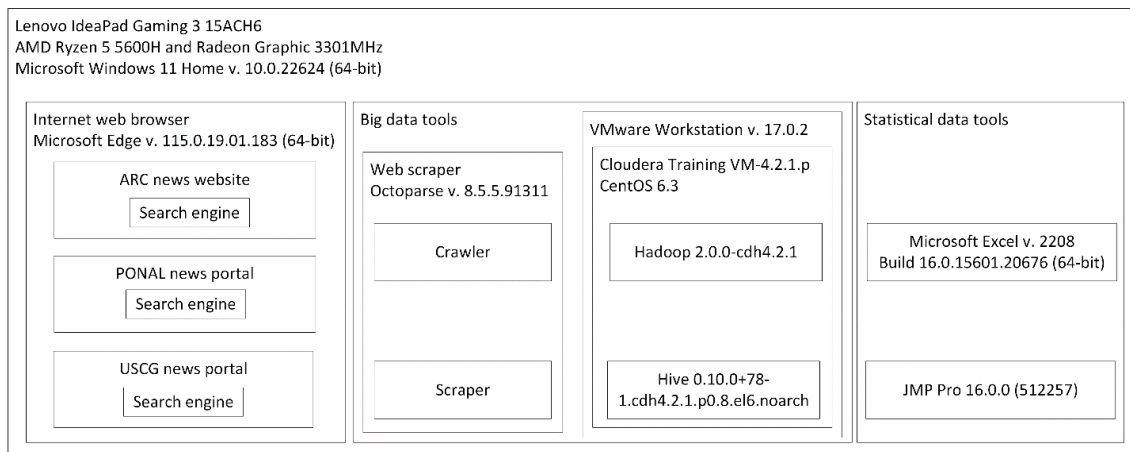 Lenovo IdeaPad Gaming 3 15ACH6
AMD Ryzen 5 5600H and Radeon Graphic 3301MHz
Microsoft Windows 11 Home v. 10.0.22624 (64-bit)
Internet web browser
Microsoft Edge v. 115.0.19.01.183 (64-bit)
ARC news website
Search engine
PONAL news portal
Search engine
USCG news portal
Search engine
Big data tools
Web scraper
Octoparse v. 8.5.5.91311
Crawler
Scraper
VMware Workstation v. 17.0.2
Cloudera Training VM-4.2.1.p
CentOS 6.3
Hadoop 2.0.0-cdh4.2.1
Hive 0.10.0+78-
1.cdh4.2.1.p0.8.el6.noarch
Statistical data tools
Microsoft Excel v. 2208
Build 16.0.15601.20676 (64-bit)
JMP Pro 16.0.0 (512257)